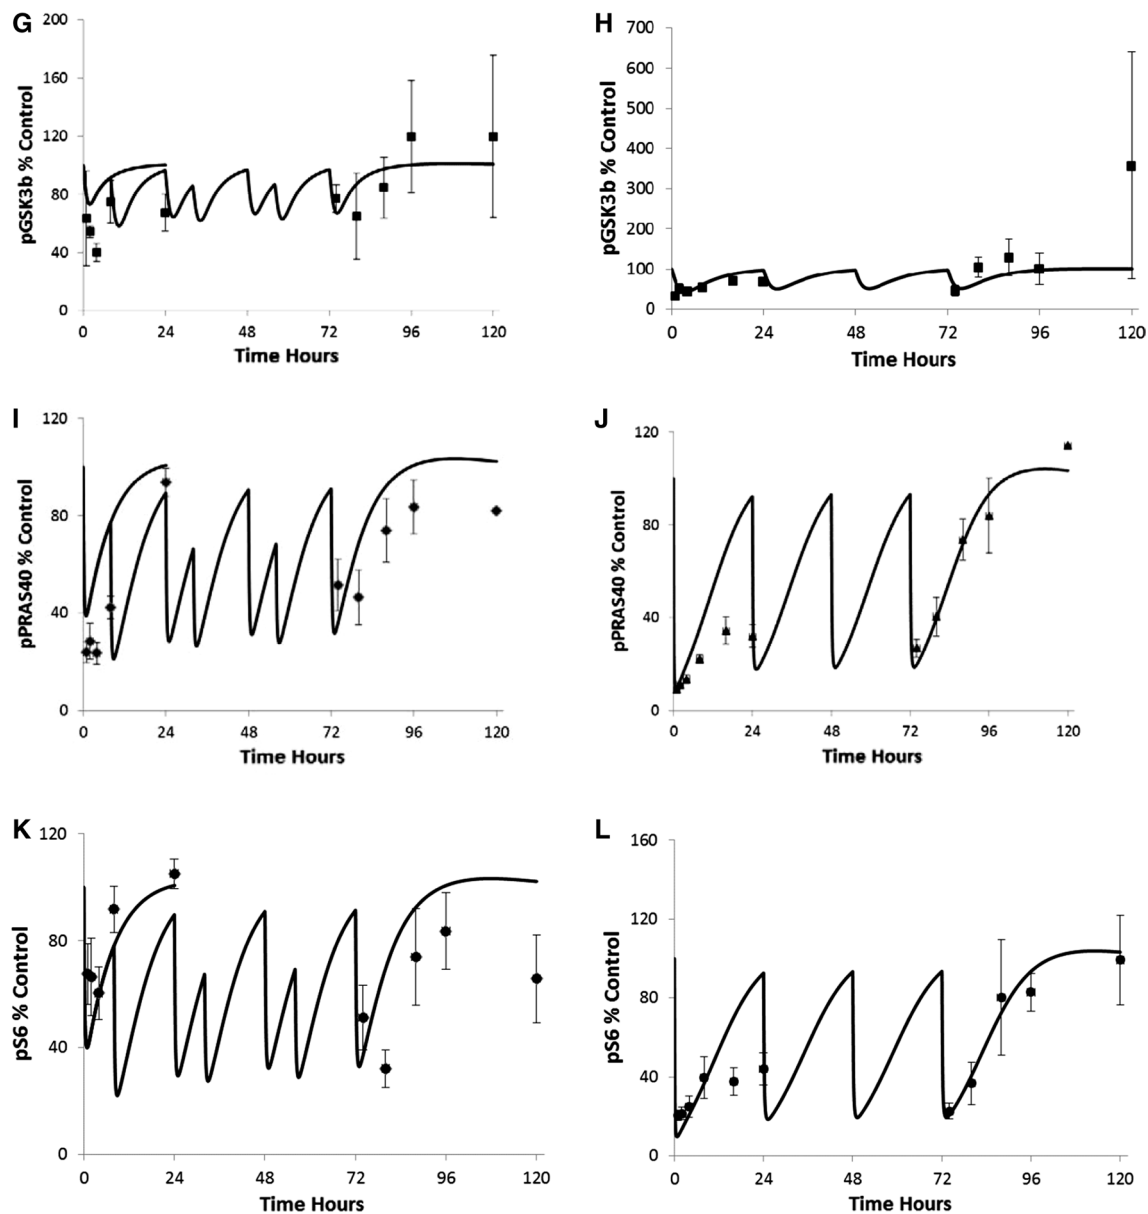 G
200
160
120
80
40
0
pGSK3b % Control
0 24 48 72 96 120
Time Hours
H
700
600
500
400
300
200
100
0
pGSK3b % Control
0 24 48 72 96 120
Time Hours
I
120
80
40
0
pPRAS40 % Control
0 24 48 72 96 120
Time Hours
J
120
80
40
0
pPRAS40 % Control
0 24 48 72 96 120
Time Hours
K
120
80
40
0
pS6 % Control
0 24 48 72 96 120
Time Hours
L
160
120
80
40
0
pS6 % Control
0 24 48 72 96 120
Time Hours